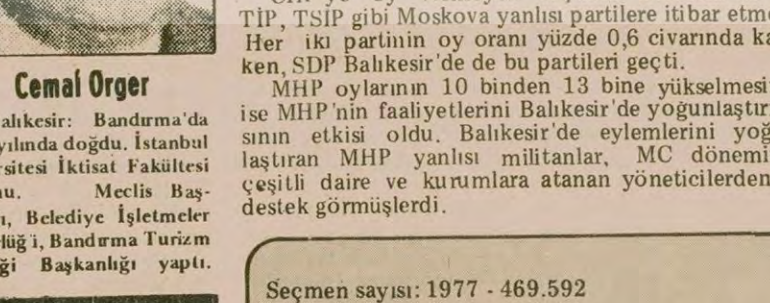 TİP, TSİP gibi Moskova yanlısı partilere itibar etme
Her iki partinin oy oranı yüzde 0,6 civarında ka
ken, SDP Balıkesir'de de bu partileri geçti.
MHP oylarının 10 binden 13 bine yükselmesi
ise MHP'nin faaliyetlerini Balıkesir'de yoğunlaştır
sının etkisi oldu. Balıkesir'de eylemlerini yoğ
laştıran MHP yanlısı militanlar, MC dönemi
çeşitli daire ve kurumlara atanan yöneticilerden
destek görmüşlerdi.
Cemal Orger
alıkesir: Bandırma'da
yılında doğdu. İstanbul
rsitesi İktisat Fakültesi
nu. Meclis Baş-
ı, Belediye İşletmeler
lüğ'i, Bandırma Turizm
ği Başkanlığı yaptı.
Seçmen sayısı: 1977 - 469.592